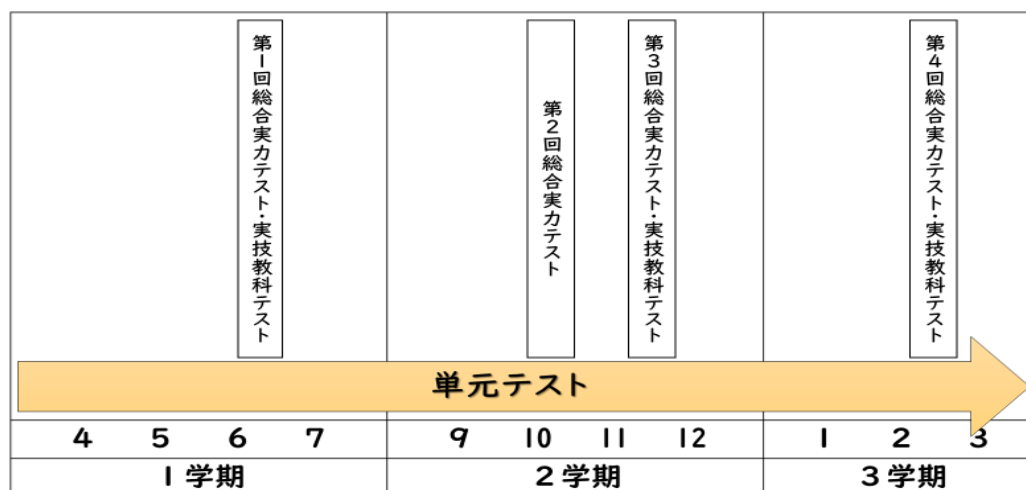 第1回総合実力テスト・実技教科テスト
第2回総合実力テスト
第3回総合実力テスト・実技教科テスト
第4回総合実力テスト・実技教科テスト
単元テスト
4 5 6 7 9 10 11 12 1 2 3
1学期 2学期 3学期